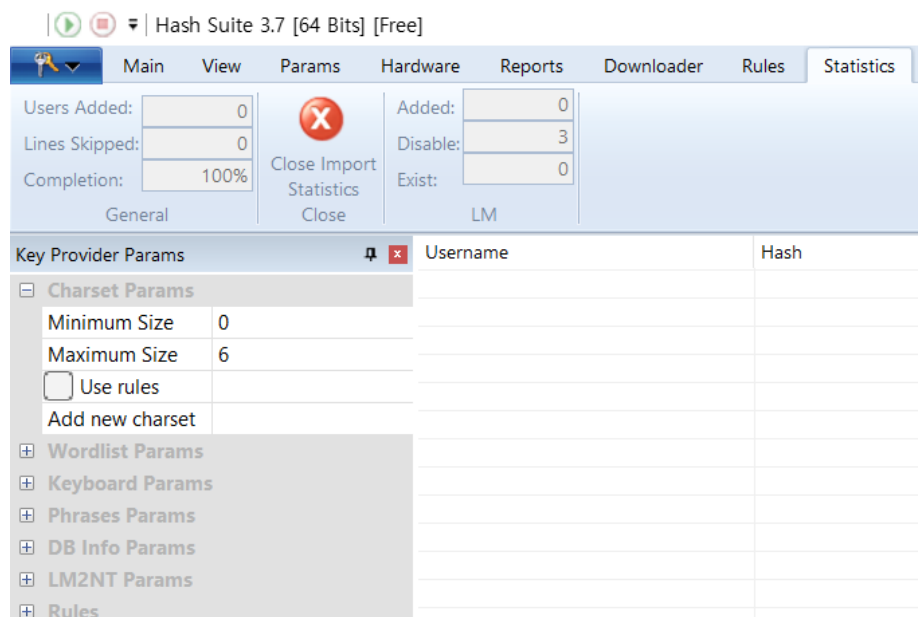 Hash Suite 3.7 [64 Bits] [Free]
Main View Params Hardware Reports Downloader Rules Statistics
Users Added: 0
Lines Skipped: 0
Completion: 100%
General
Close Import
Statistics
Close
Added: 0
Disable: 3
Exist: 0
LM
Key Provider Params
Username Hash
Charset Params
Minimum Size 0
Maximum Size 6
Use rules
Add new charset
Wordlist Params
Keyboard Params
Phrases Params
DB Info Params
LM2NT Params
Rules